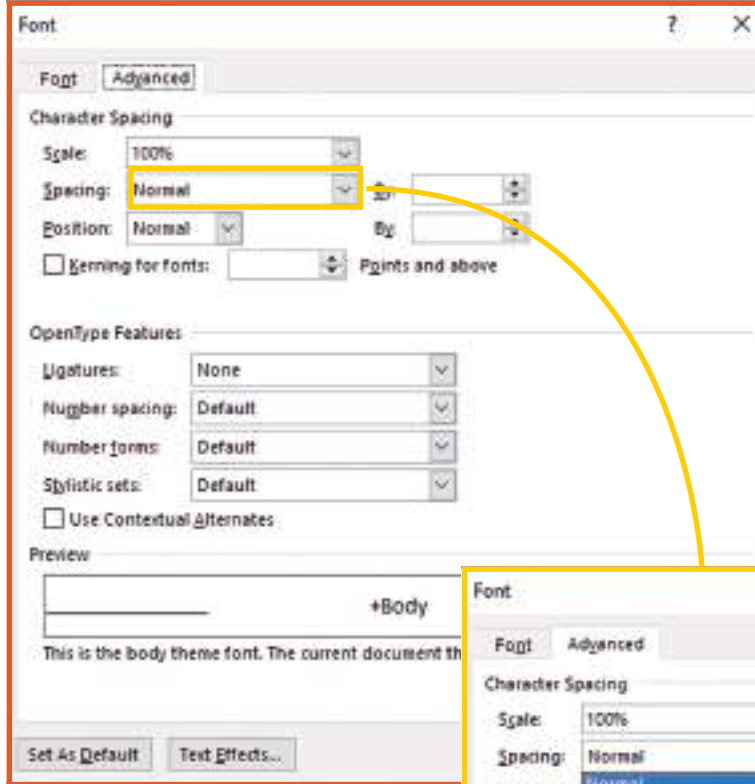 Font ? ×
Font Advanced
Character Spacing
Scale: 100%
Spacing: Normal
Position: Normal By:
Kerning for fonts: Points and above
OpenType Features
Ligatures: None
Number spacing: Default
Number forms: Default
Stylistic sets: Default
Use Contextual Alternates
Preview
+Body
This is the body theme font. The current document th
Set As Default Text Effects...
Font
Font Advanced
Character Spacing
Scale: 100%
Spacing: Normal
Normal